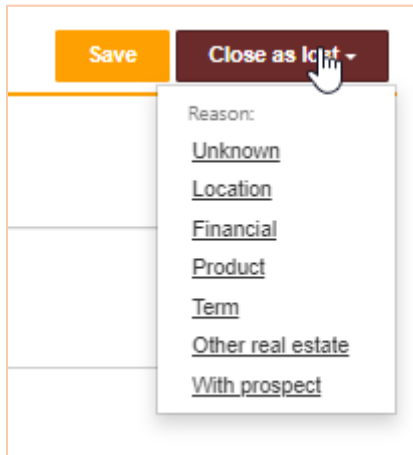 Save
Close as lost
Reason:
Unknown
Location
Financial
Product
Term
Other real estate
With prospect